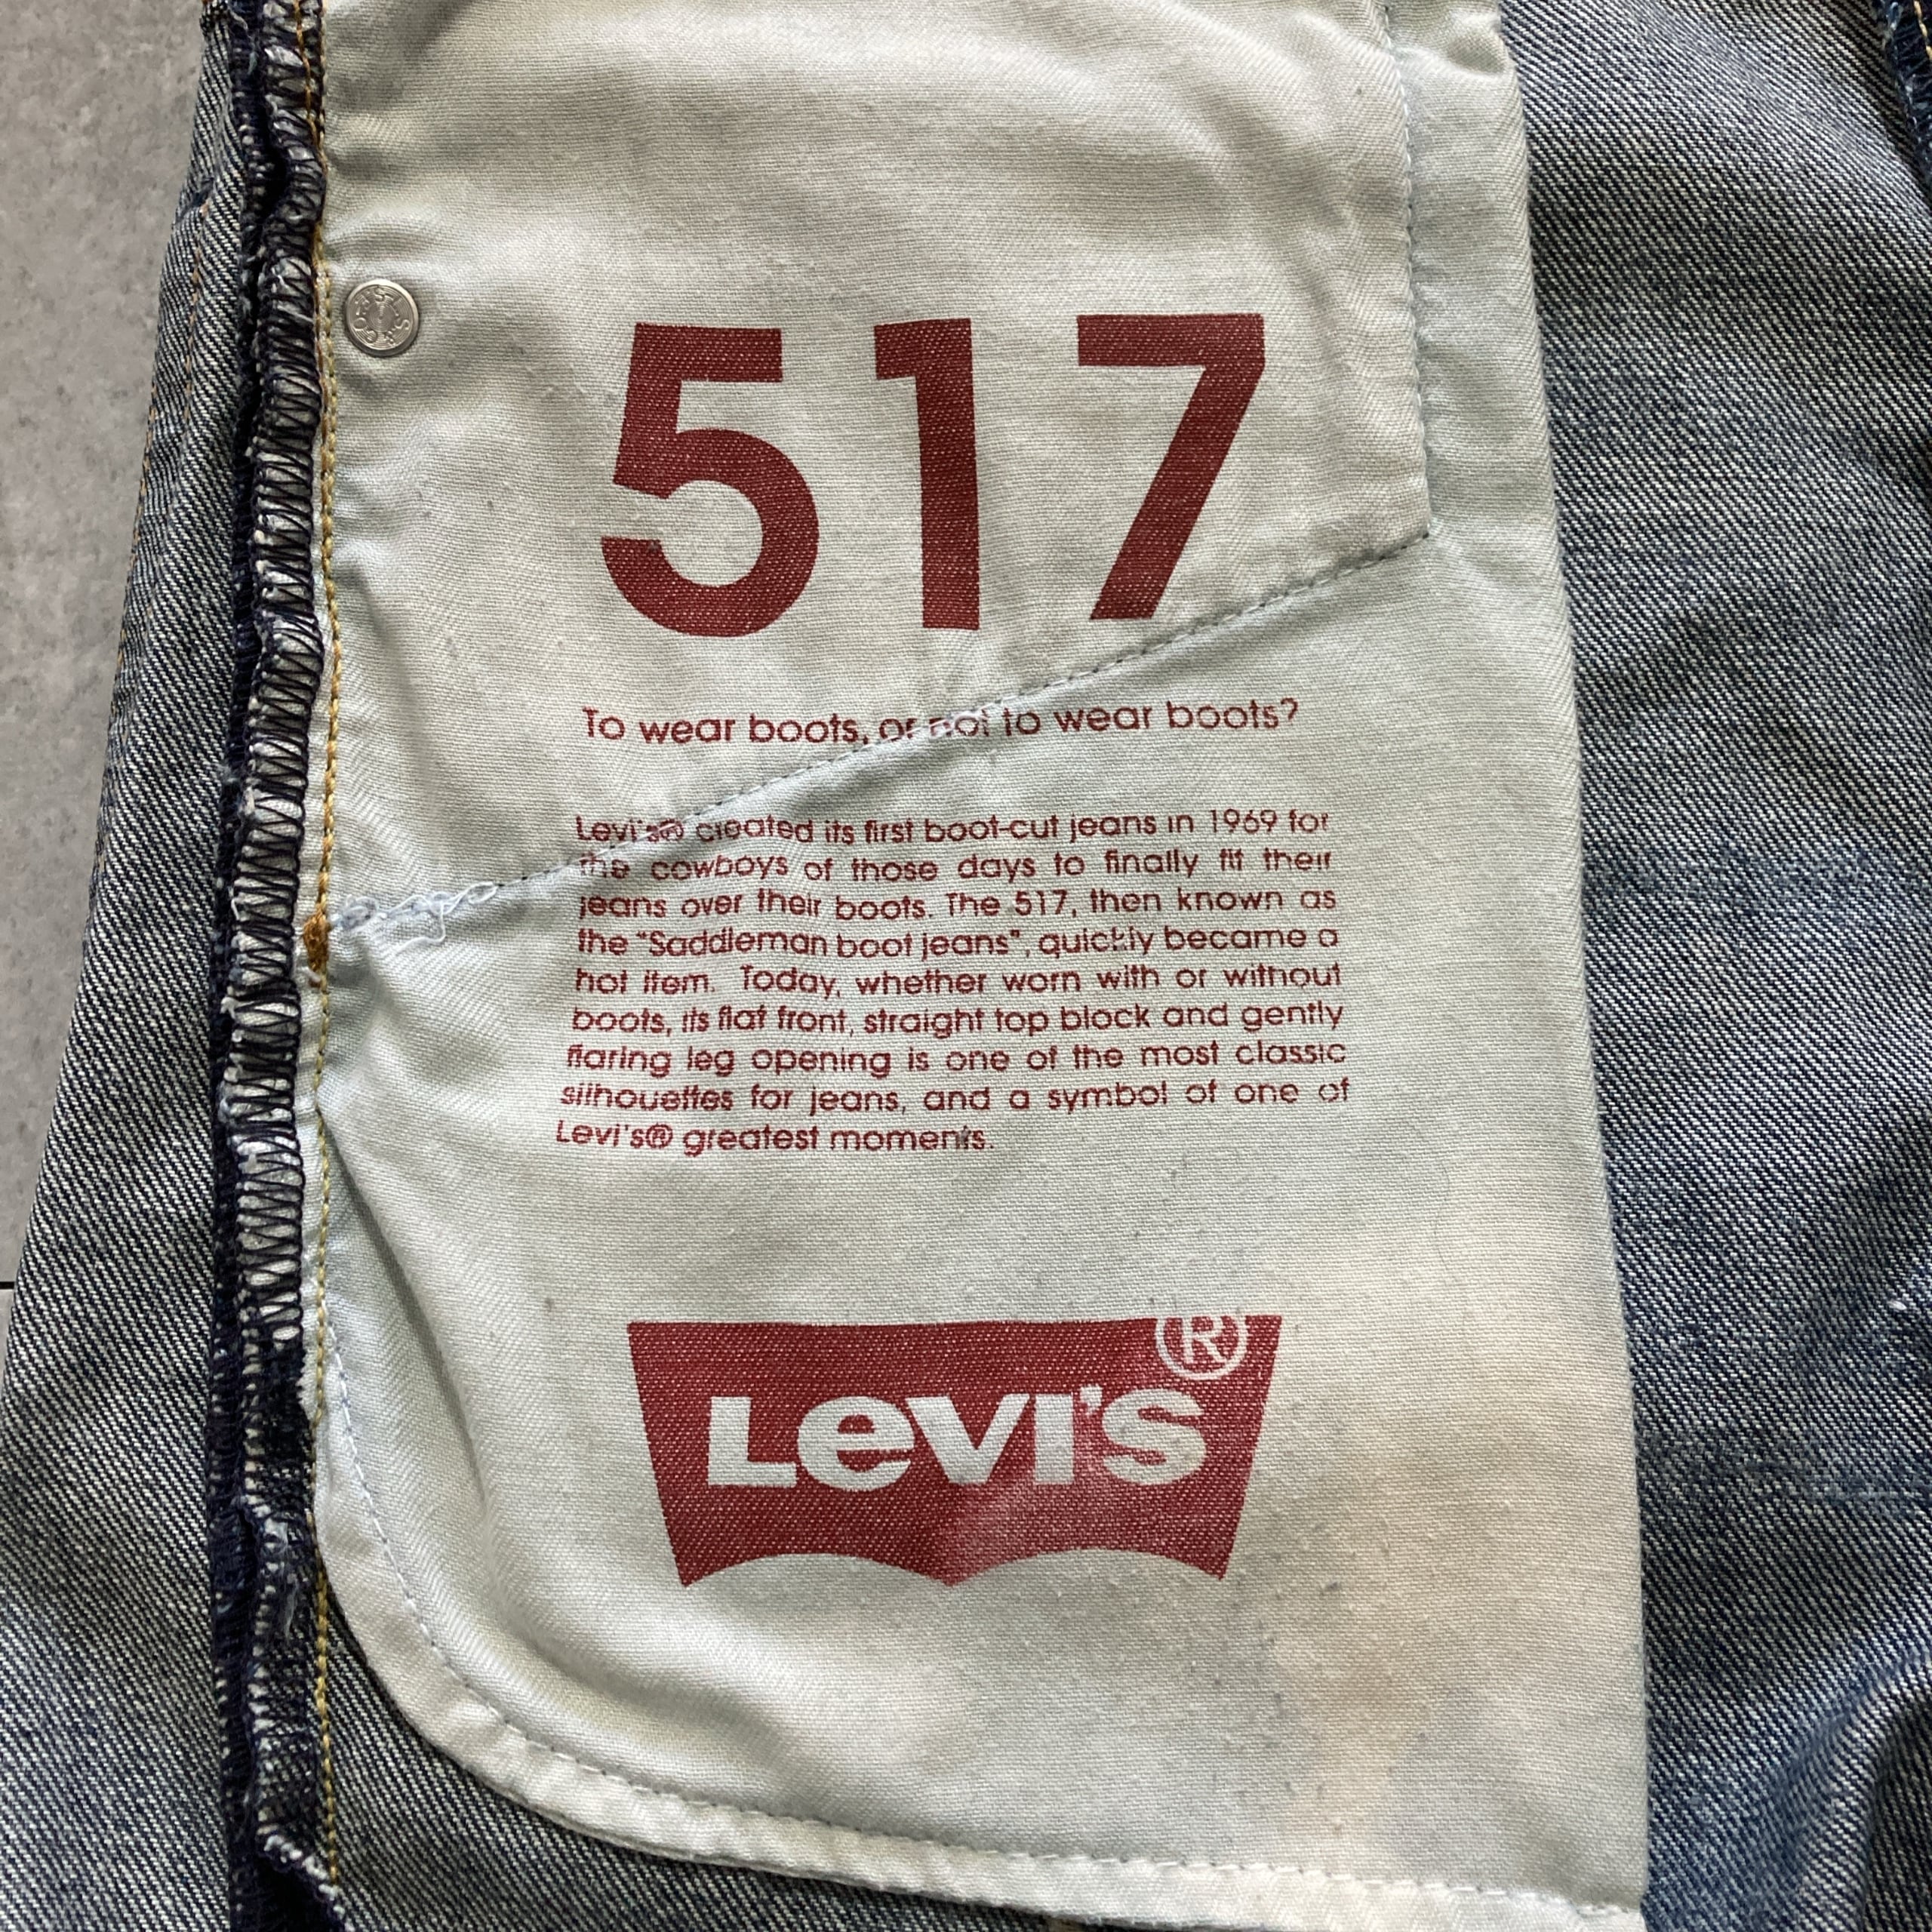 517
To wear boots, or not to wear boots?
Levi's® created its first boot-cut jeans in 1969 for
the cowboys of those days to finally fit their
jeans over their boots. The 517, then known as
the "Saddleman boot jeans", quickly became a
hot item. Today, whether worn with or without
boots, its flat front, straight top block and gently
flaring leg opening is one of the most classic
silhouettes for jeans, and a symbol of one of
Levi's® greatest moments.
LEVI'S®